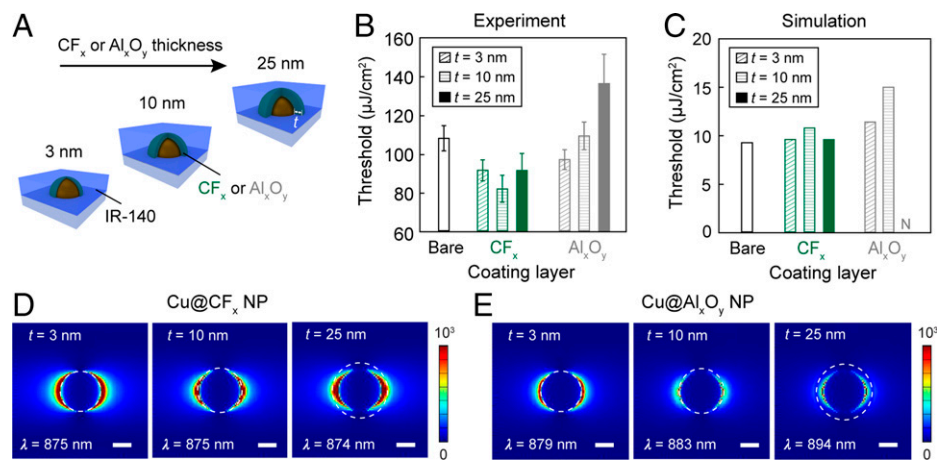 A
CFx or AlxOy thickness
3 nm
10 nm
25 nm
t
CFx or AlxOy
IR-140
B
Experiment
Threshold (μJ/cm²)
160
140
120
100
80
60
t = 3 nm
t = 10 nm
t = 25 nm
Bare
CFx
AlxOy
Coating layer
C
Simulation
Threshold (μJ/cm²)
20
15
10
5
0
t = 3 nm
t = 10 nm
t = 25 nm
N
Bare
CFx
AlxOy
Coating layer
D
Cu@CFx NP
t = 3 nm
λ = 875 nm
t = 10 nm
λ = 875 nm
t = 25 nm
λ = 874 nm
10³
0
E
Cu@AlxOy NP
t = 3 nm
λ = 879 nm
t = 10 nm
λ = 883 nm
t = 25 nm
λ = 894 nm
10³
0